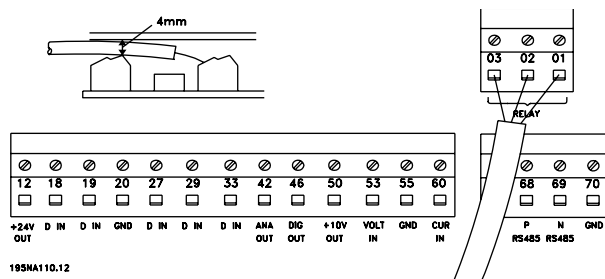 4mm
03 02 01
RELAY
12 18 19 20 27 29 33 42 46 50 53 55 60 68 69 70
+24V OUT D IN D IN GND D IN D IN D IN ANA OUT DIG OUT +10V OUT VOLT IN GND CUR IN P RS485 N RS485 GND
195NA110.12